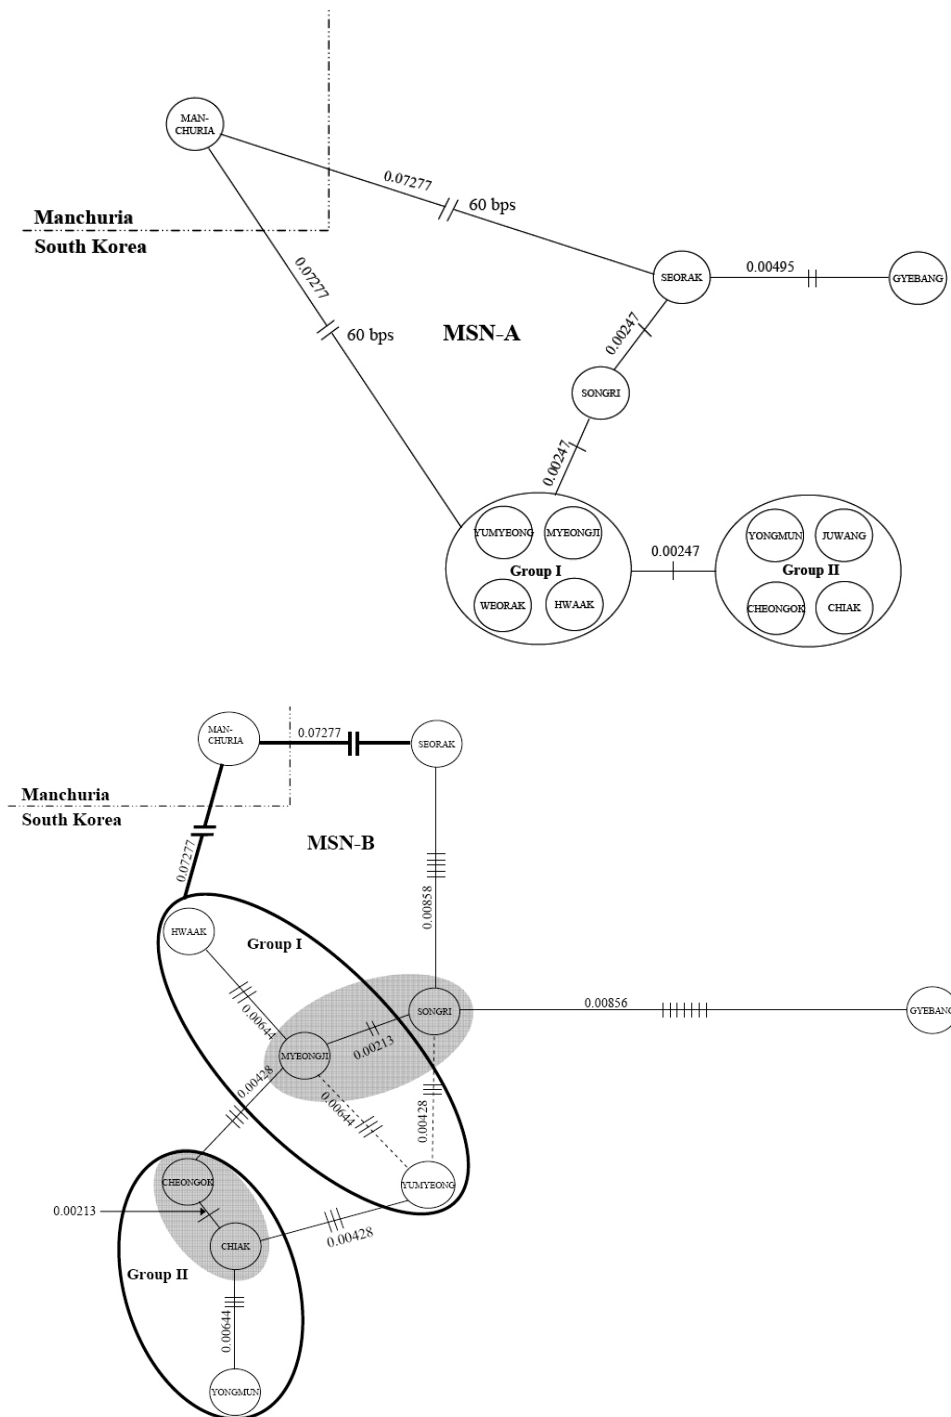 MAN-
CHURIA
0.07277
60 bps
Manchuria
South Korea
0.07277
60 bps
SEORAK
0.00495
GYEBANG
MSN-A
0.00247
SONGRI
0.00247
YUMYEONG
MYEONGJI
Group I
WEORAK
HWAAK
0.00247
YONGMUN
JUWANG
Group II
CHEONGOK
CHIAK
MAN-
CHURIA
0.07277
SEORAK
Manchuria
South Korea
MSN-B
0.07277
0.00858
HWAAK
Group I
0.00644
SONGRI
0.00856
GYEBANG
MYEONGJI
0.00213
0.00428
0.00644
0.00428
CHEONGOK
YUMYEONG
0.00213
CHIAK
0.00428
Group II
0.00644
YONGMUN